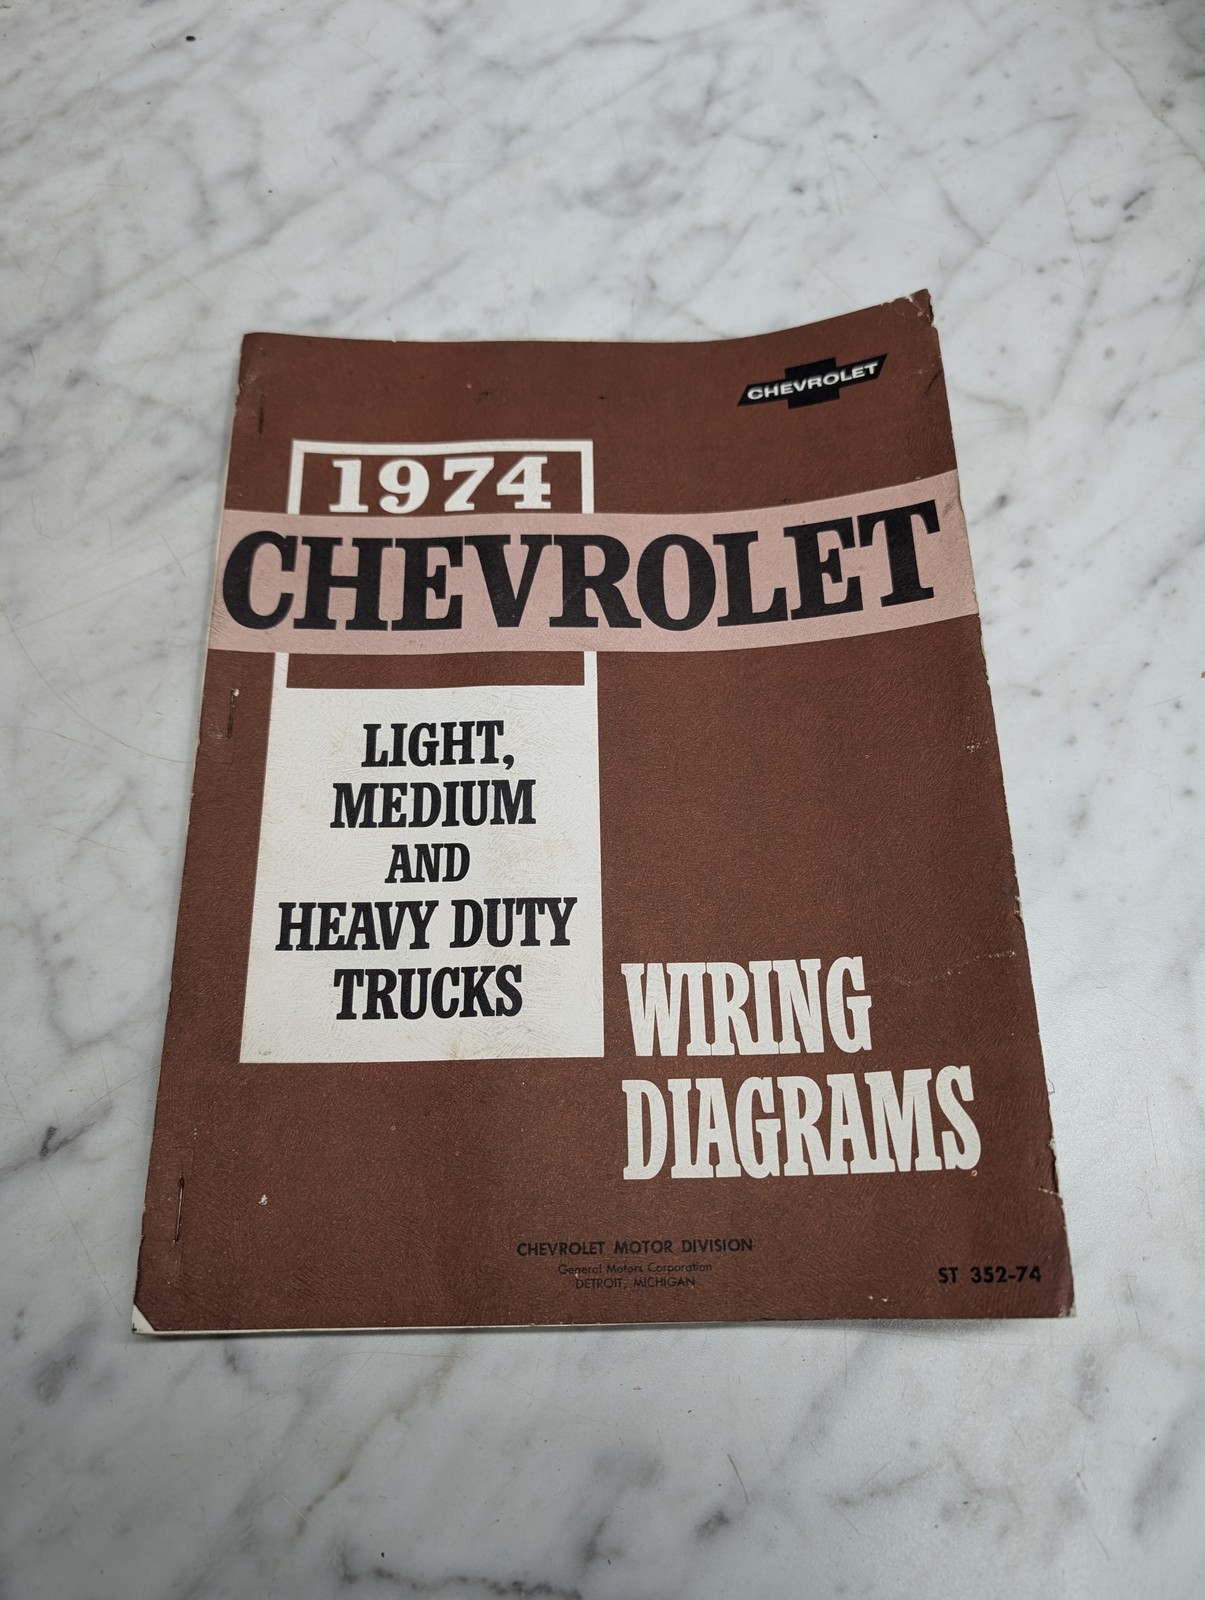 CHEVROLET
1974
CHEVROLET
LIGHT,
MEDIUM
AND
HEAVY DUTY
TRUCKS
WIRING
DIAGRAMS
CHEVROLET MOTOR DIVISION
General Motors Corporation
DETROIT, MICHIGAN
ST 352-74